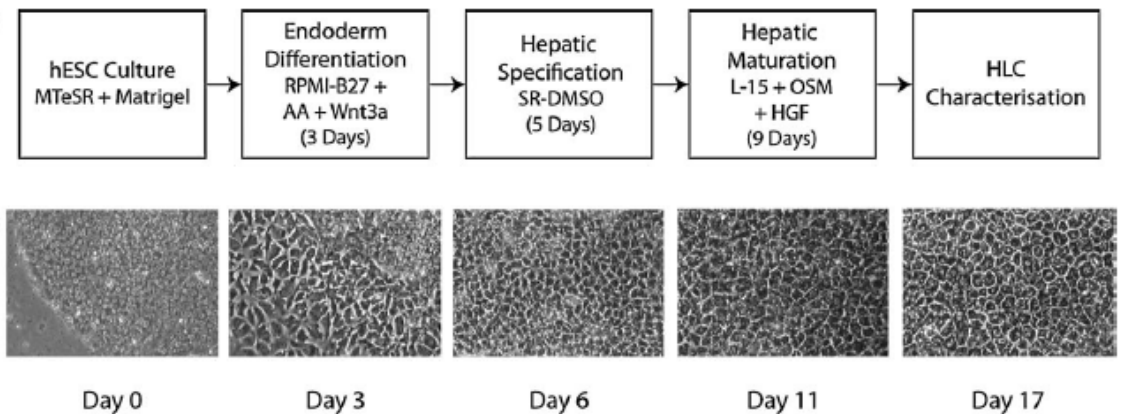 hESC Culture
MTeSR + Matrigel
Endoderm
Differentiation
RPMI-B27 +
AA + Wnt3a
(3 Days)
Hepatic
Specification
SR-DMSO
(5 Days)
Hepatic
Maturation
L-15 + OSM
+ HGF
(9 Days)
HLC
Characterisation
Day 0
Day 3
Day 6
Day 11
Day 17